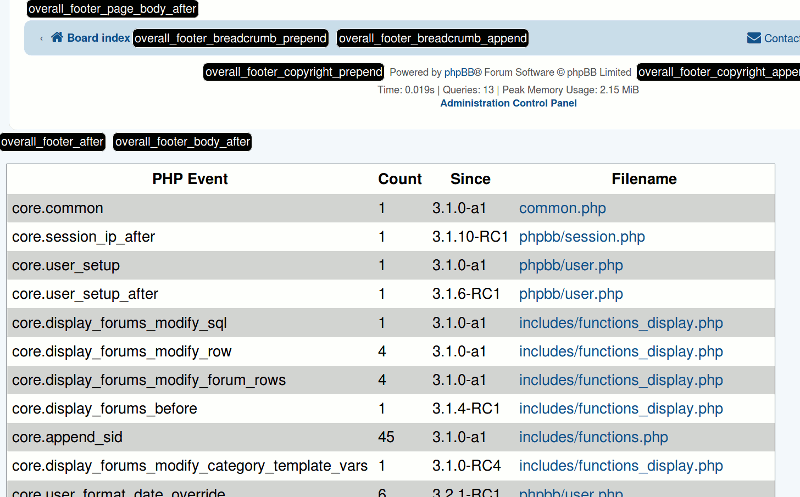 overall_footer_page_body_after
‹ Board index overall_footer_breadcrumb_prepend overall_footer_breadcrumb_append Contac
overall_footer_copyright_prepend Powered by phpBB® Forum Software © phpBB Limited overall_footer_copyright_appe
Time: 0.019s | Queries: 13 | Peak Memory Usage: 2.15 MiB
Administration Control Panel
overall_footer_after overall_footer_body_after
PHP Event Count Since Filename
core.common 1 3.1.0-a1 common.php
core.session_ip_after 1 3.1.10-RC1 phpbb/session.php
core.user_setup 1 3.1.0-a1 phpbb/user.php
core.user_setup_after 1 3.1.6-RC1 phpbb/user.php
core.display_forums_modify_sql 1 3.1.0-a1 includes/functions_display.php
core.display_forums_modify_row 4 3.1.0-a1 includes/functions_display.php
core.display_forums_modify_forum_rows 4 3.1.0-a1 includes/functions_display.php
core.display_forums_before 1 3.1.4-RC1 includes/functions_display.php
core.append_sid 45 3.1.0-a1 includes/functions.php
core.display_forums_modify_category_template_vars 1 3.1.0-RC4 includes/functions_display.php
core.user_format_date_override 6 3.2.1-RC1 phpbb/user.php